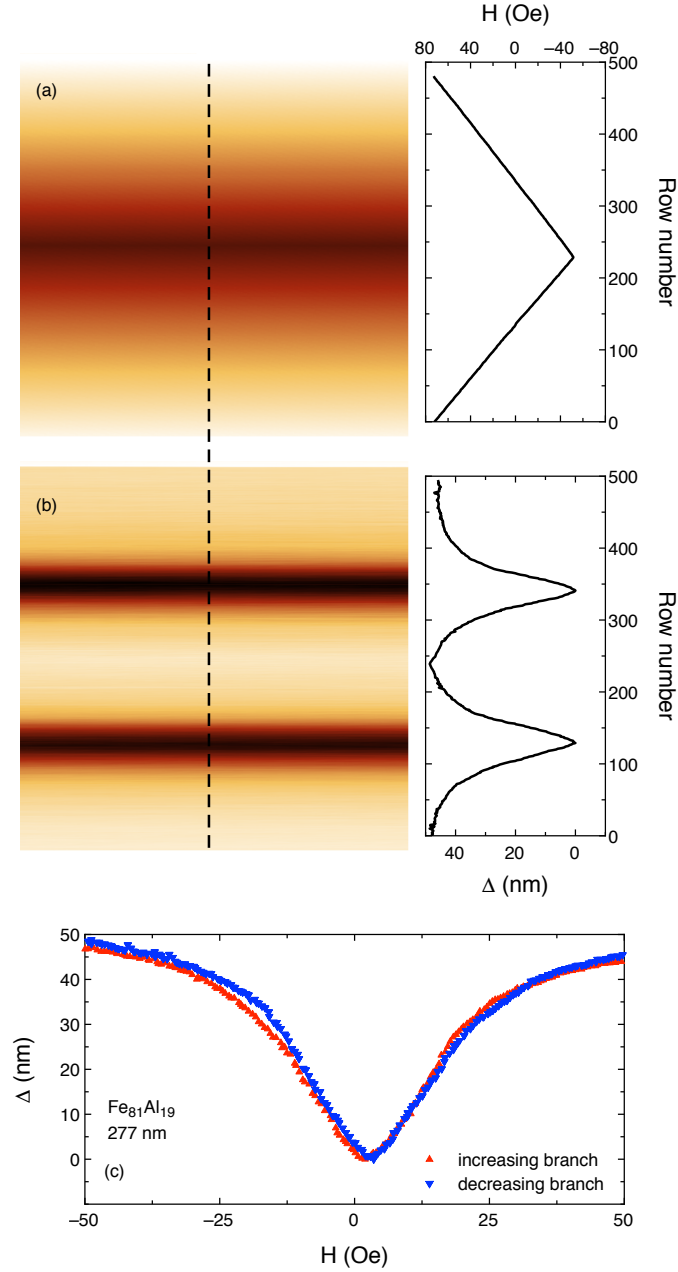 H (Oe)
80 40 0 −40 −80
(a)
500
400
300
200
100
0
Row number
(b)
500
400
300
200
100
0
Row number
40 20 0
Δ (nm)
50
40
30
20
10
0
Δ (nm)
Fe81Al19
277 nm
(c)
increasing branch
decreasing branch
−50 −25 0 25 50
H (Oe)